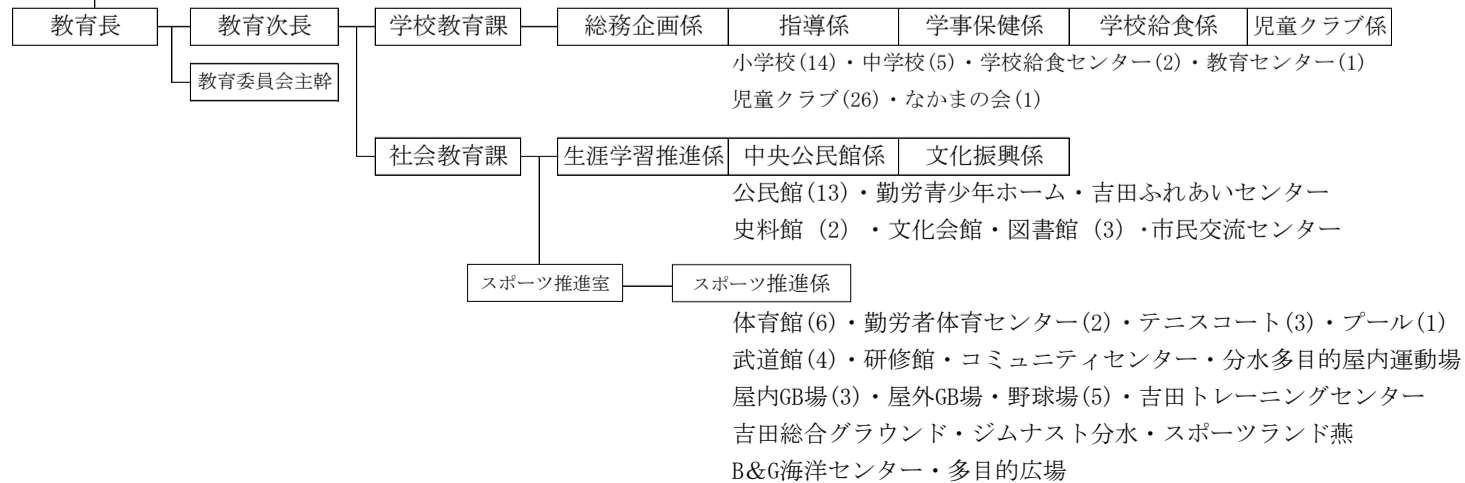 教育長 教育次長 学校教育課 総務企画係 指導係 学事保健係 学校給食係 児童クラブ係
小学校(14)・中学校(5)・学校給食センター(2)・教育センター(1)
教育委員会主幹
児童クラブ(26)・なかまの会(1)
社会教育課 生涯学習推進係 中央公民館係 文化振興係
公民館(13)・勤労青少年ホーム・吉田ふれあいセンター
史料館（2）・文化会館・図書館（3）・市民交流センター
スポーツ推進室 スポーツ推進係
体育館(6)・勤労者体育センター(2)・テニスコート(3)・プール(1)
武道館(4)・研修館・コミュニティセンター・分水多目的屋内運動場
屋内GB場(3)・屋外GB場・野球場(5)・吉田トレーニングセンター
吉田総合グラウンド・ジムナスト分水・スポーツランド燕
B&G海洋センター・多目的広場